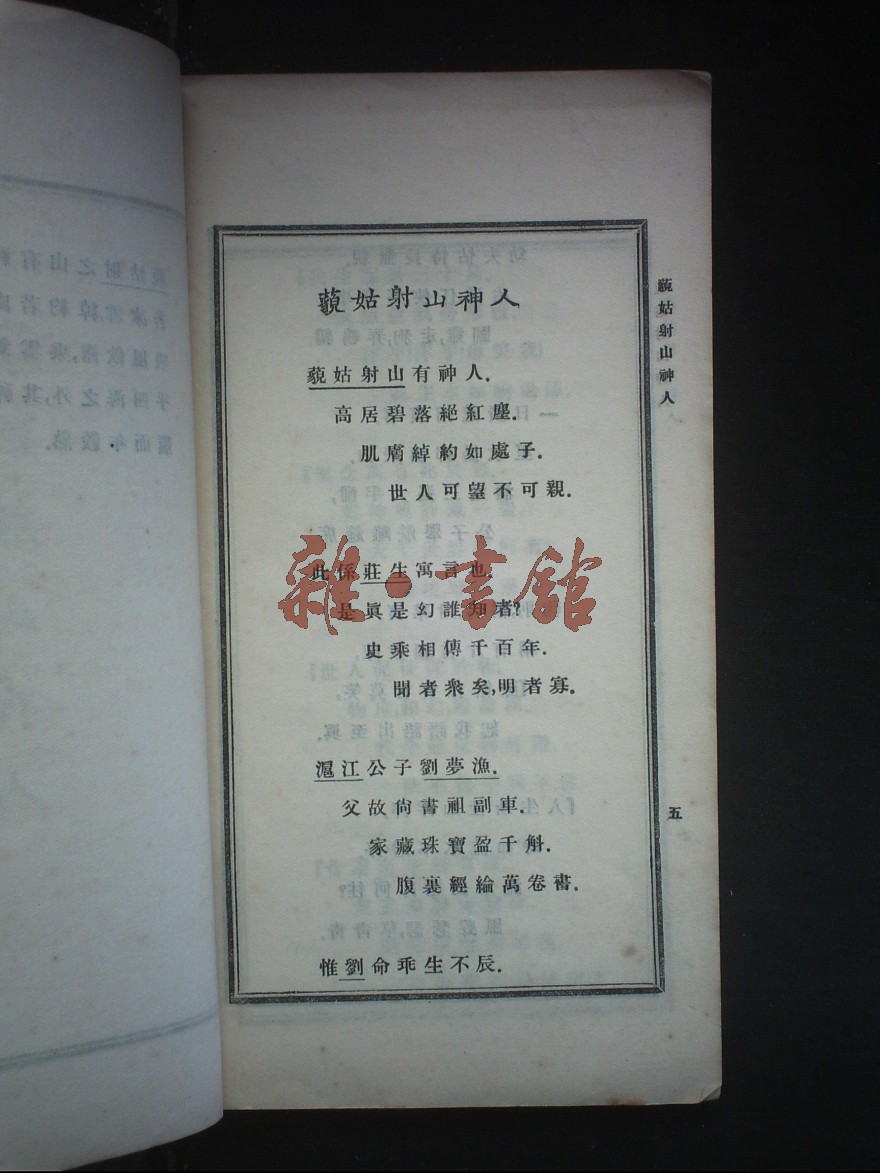 藐姑射山神人
藐姑射山有神人.
高居碧落絕紅塵.
肌膚綽約如處子.
世人可望不可親.
此係莊生寓言也.
是眞是幻誰知者?
史乘相傳千百年.
聞者衆矣,明者寡.
滬江公子劉夢漁.
父故尙書祖副車.
家藏珠寶盈千斛.
腹裏經綸萬卷書.
惟劉命乖生不辰.
藐姑射山神人
五
雜·書館